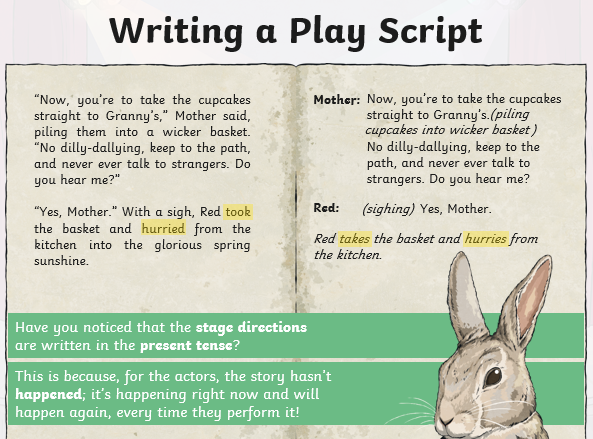 Writing a Play Script
“Now, you’re to take the cupcakes
straight to Granny’s,” Mother said,
piling them into a wicker basket.
“No dilly-dallying, keep to the path,
and never ever talk to strangers. Do
you hear me?”
“Yes, Mother.” With a sigh, Red took
the basket and hurried from the
kitchen into the glorious spring
sunshine.
Mother: Now, you’re to take the cupcakes
straight to Granny’s.(piling
cupcakes into wicker basket)
No dilly-dallying, keep to the
path, and never ever talk to
strangers. Do you hear me?
Red: (sighing) Yes, Mother.
Red takes the basket and hurries from
the kitchen.
Have you noticed that the stage directions
are written in the present tense?
This is because, for the actors, the story hasn’t
happened; it’s happening right now and will
happen again, every time they perform it!